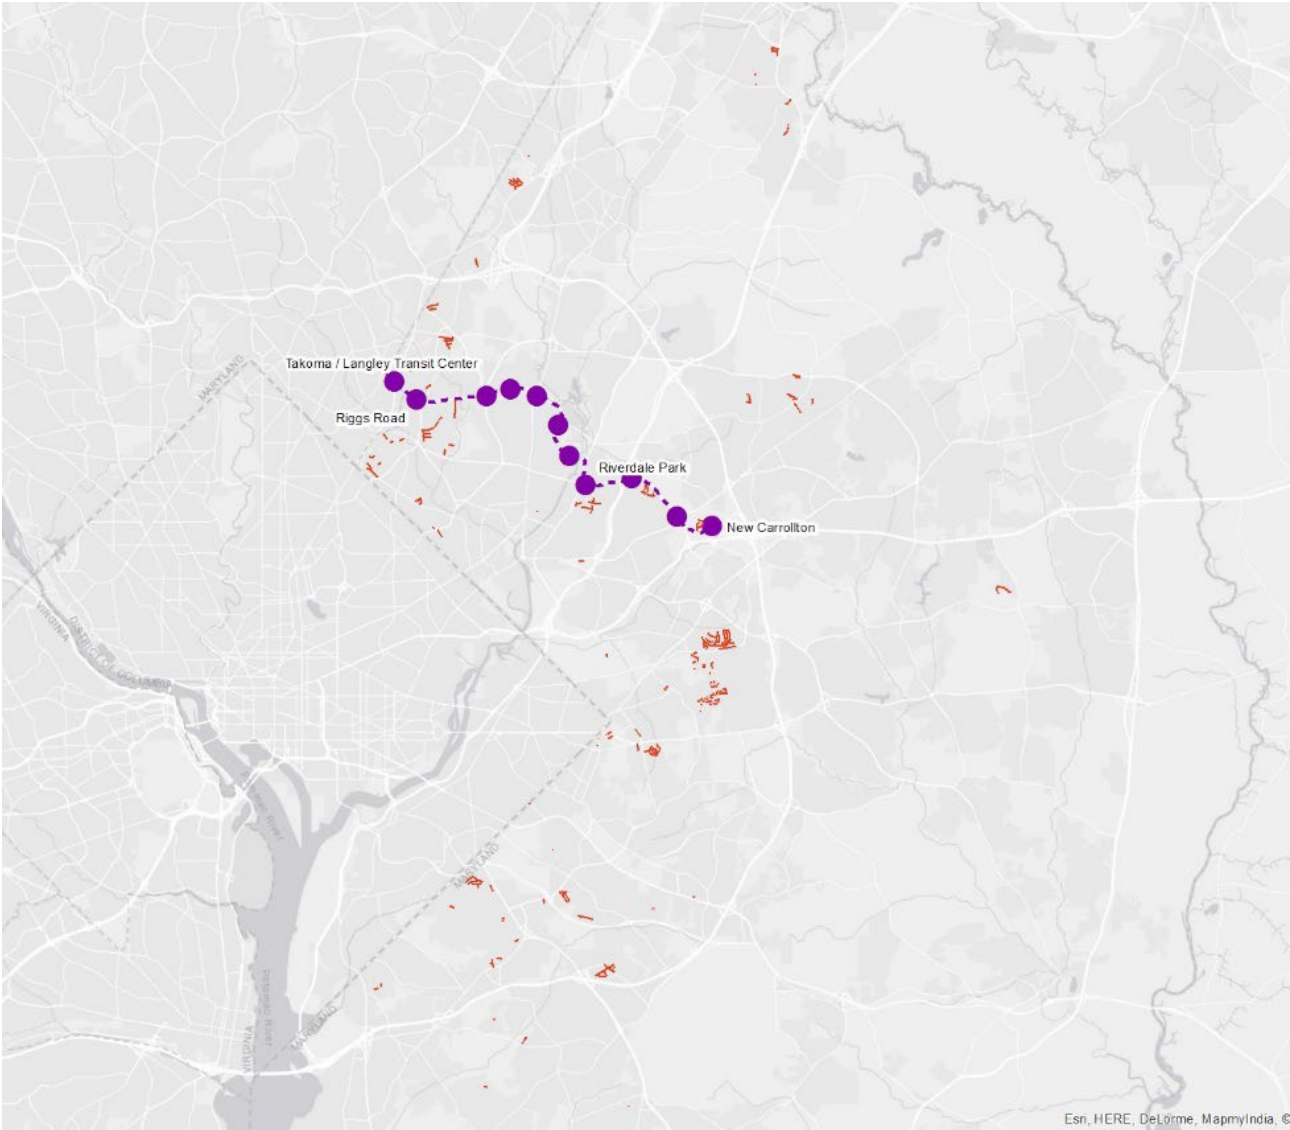 MARYLAND
Takoma / Langley Transit Center
Riggs Road
Riverdale Park
New Carrollton
DISTRICT OF COLUMBIA
VIRGINIA
MARYLAND
Potomac River
MARYLAND
VIRGINIA
Esri, HERE, DeLorme, MapmyIndia, ©